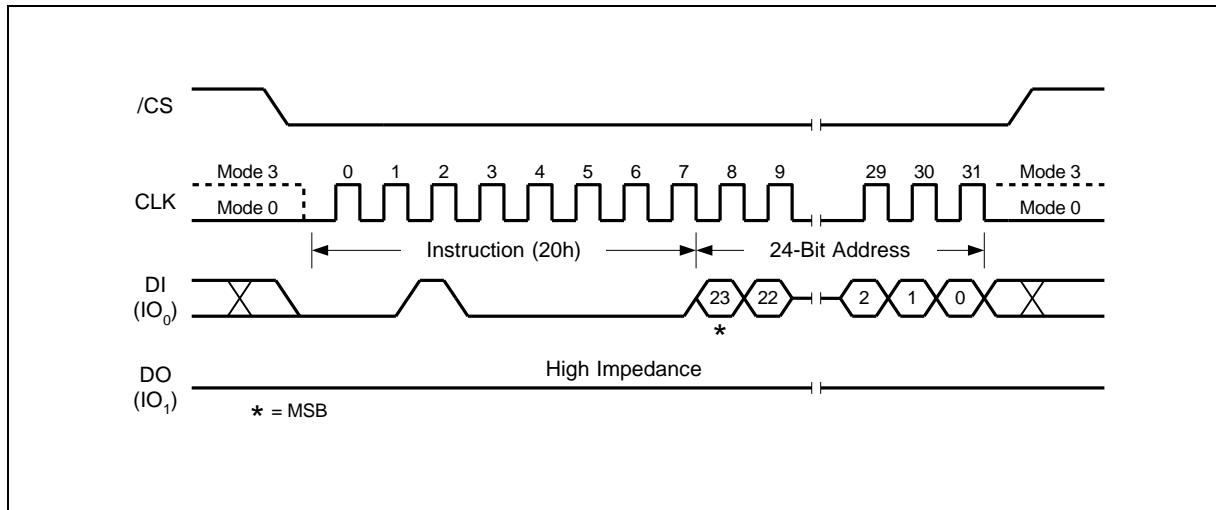 /CS
Mode 3 0 1 2 3 4 5 6 7 8 9 29 30 31 Mode 3
CLK
Mode 0 Mode 0
Instruction (20h) 24-Bit Address
DI
(IO₀)
23 22 2 1 0
*
High Impedance
DO
(IO₁)
* = MSB